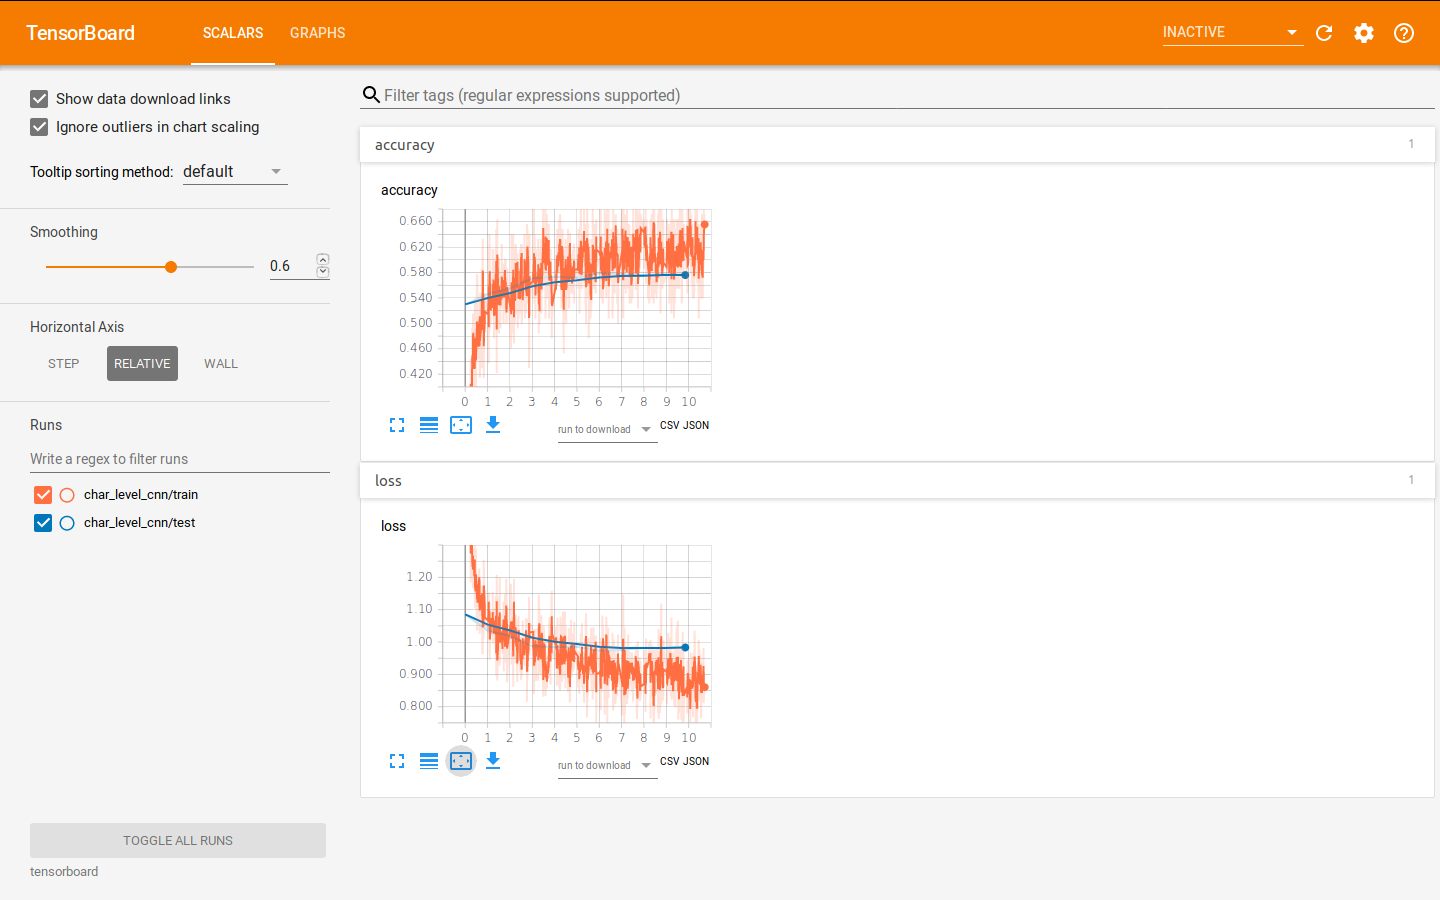 TensorBoard SCALARS GRAPHS INACTIVE
Show data download links
Ignore outliers in chart scaling
Tooltip sorting method: default
Smoothing
0.6
Horizontal Axis
STEP RELATIVE WALL
Runs
Write a regex to filter runs
char_level_cnn/train
char_level_cnn/test
TOGGLE ALL RUNS
tensorboard
Filter tags (regular expressions supported)
accuracy 1
accuracy
0.660
0.620
0.580
0.540
0.500
0.460
0.420
0 1 2 3 4 5 6 7 8 9 10
run to download CSV JSON
loss 1
loss
1.20
1.10
1.00
0.900
0.800
0 1 2 3 4 5 6 7 8 9 10
run to download CSV JSON